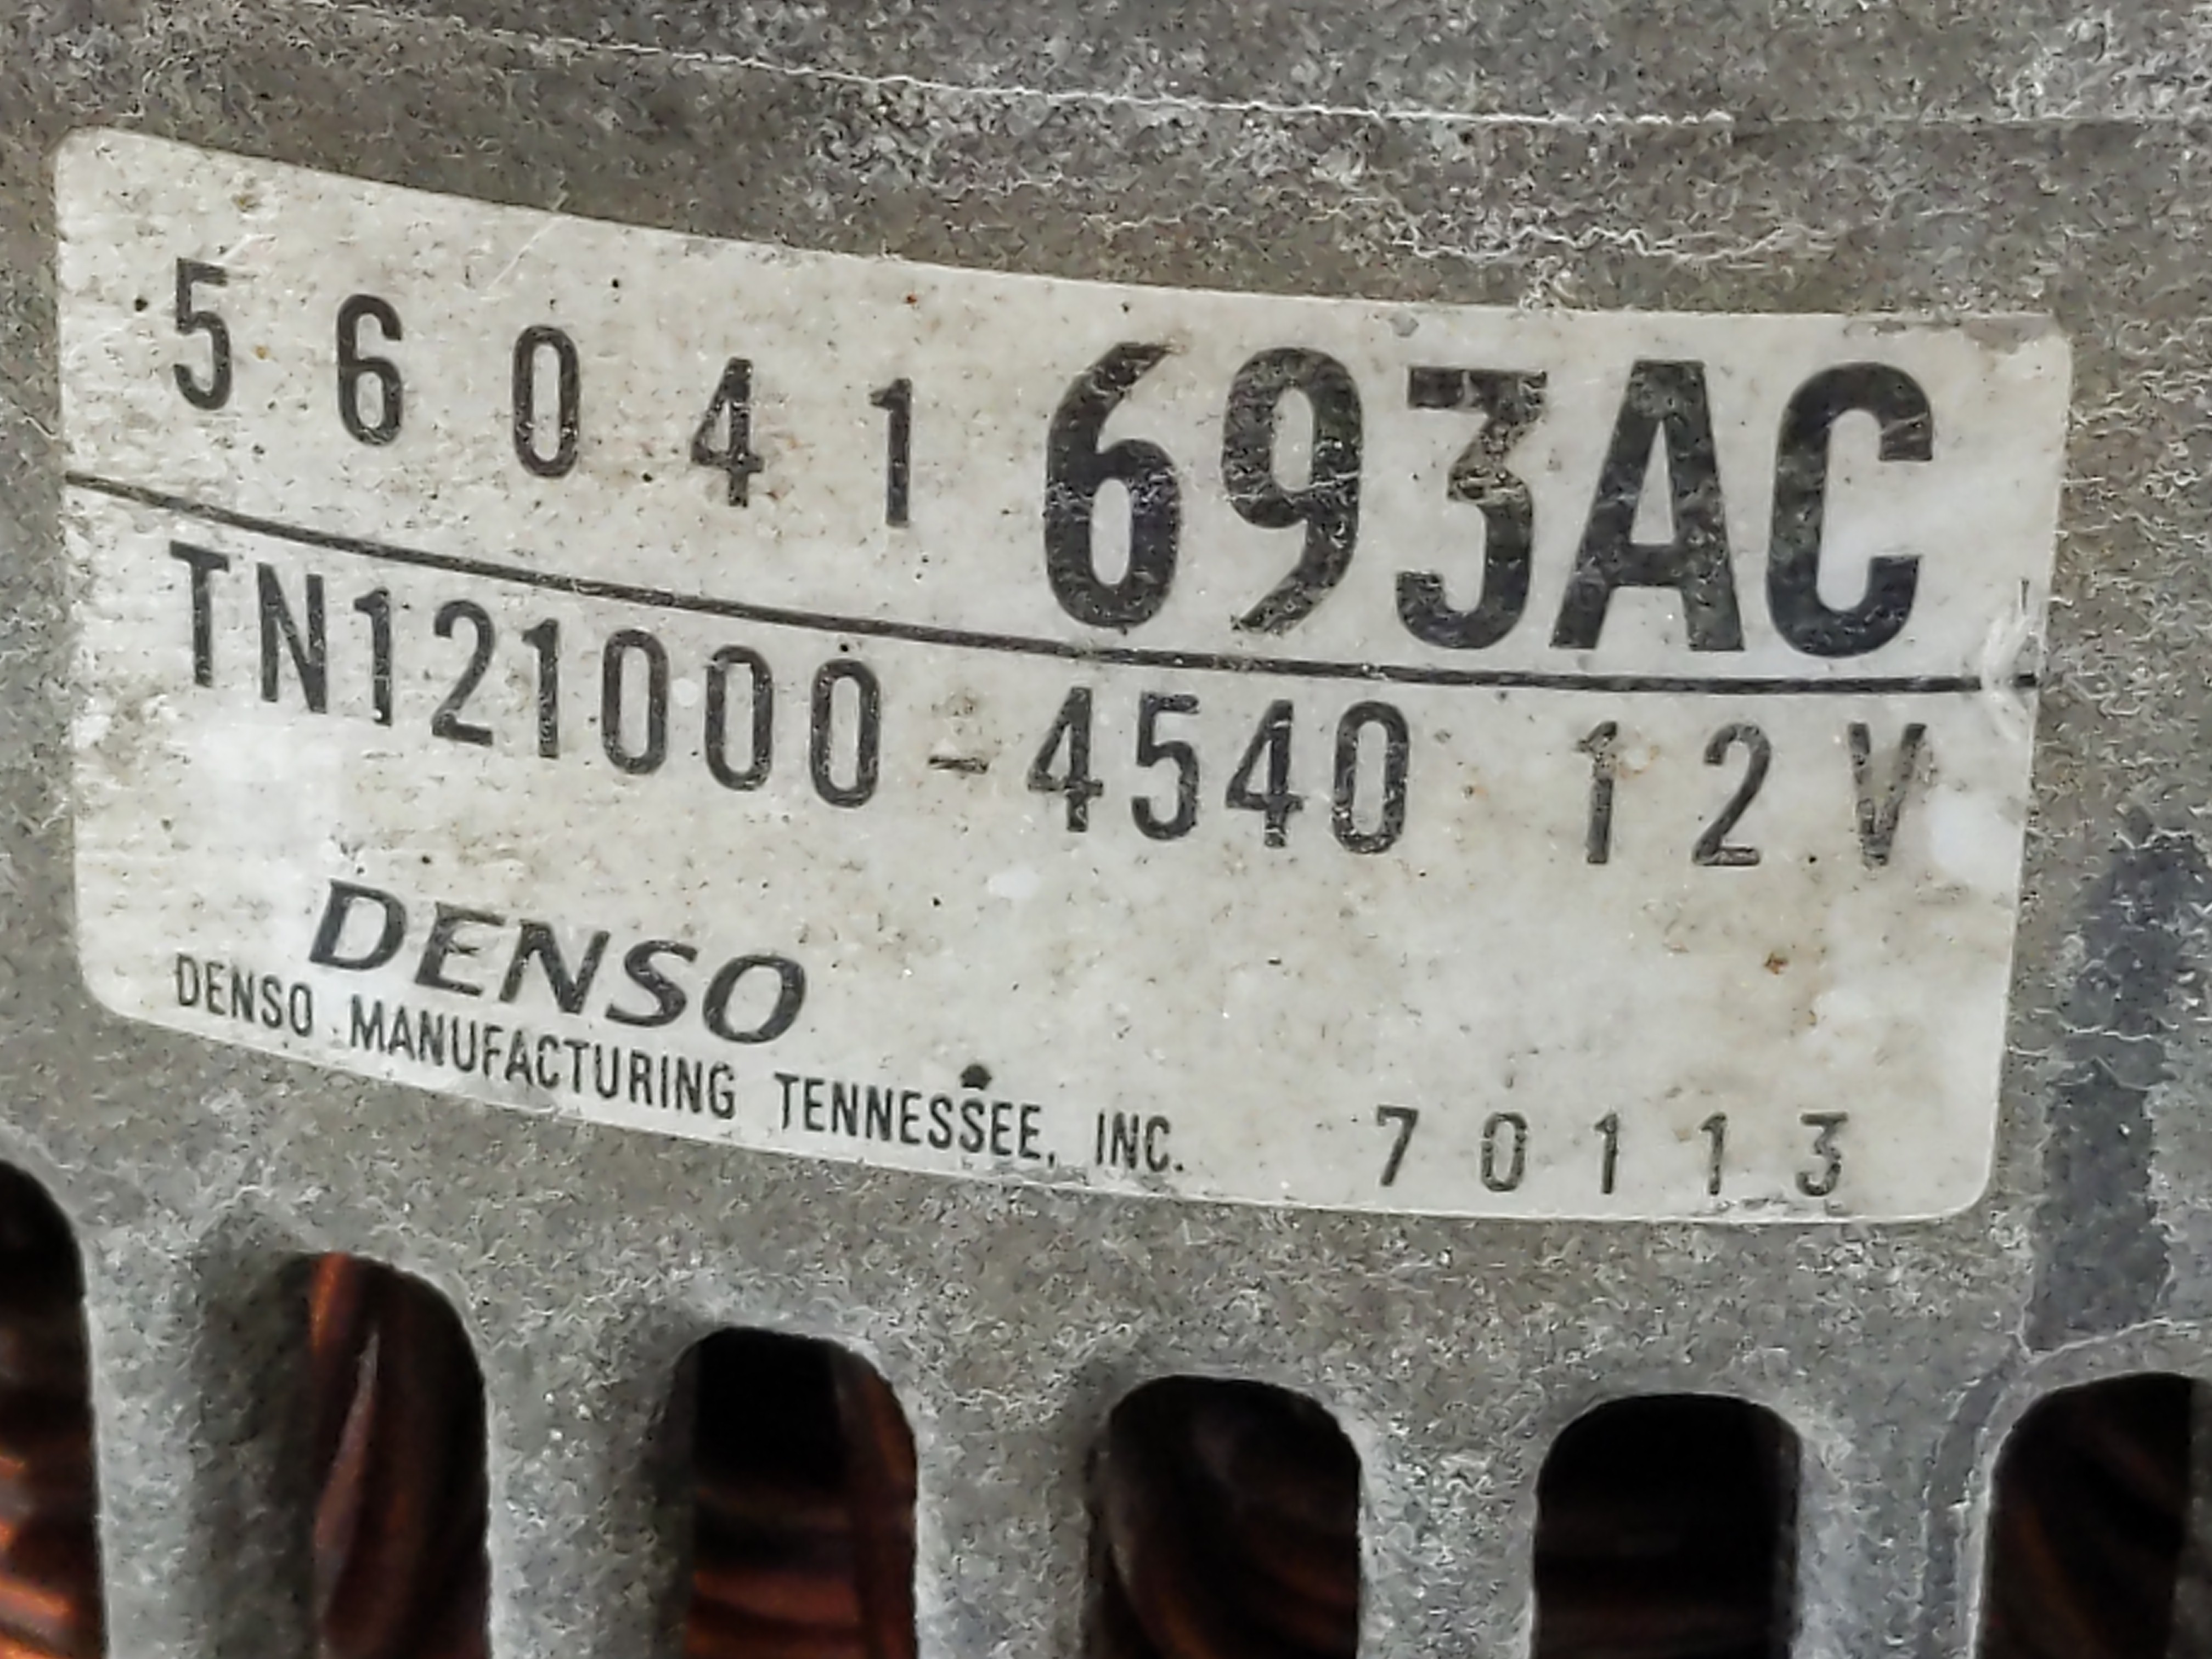 56041693AC
TN121000-4540 12V
DENSO
DENSO MANUFACTURING TENNESSEE, INC. 70113